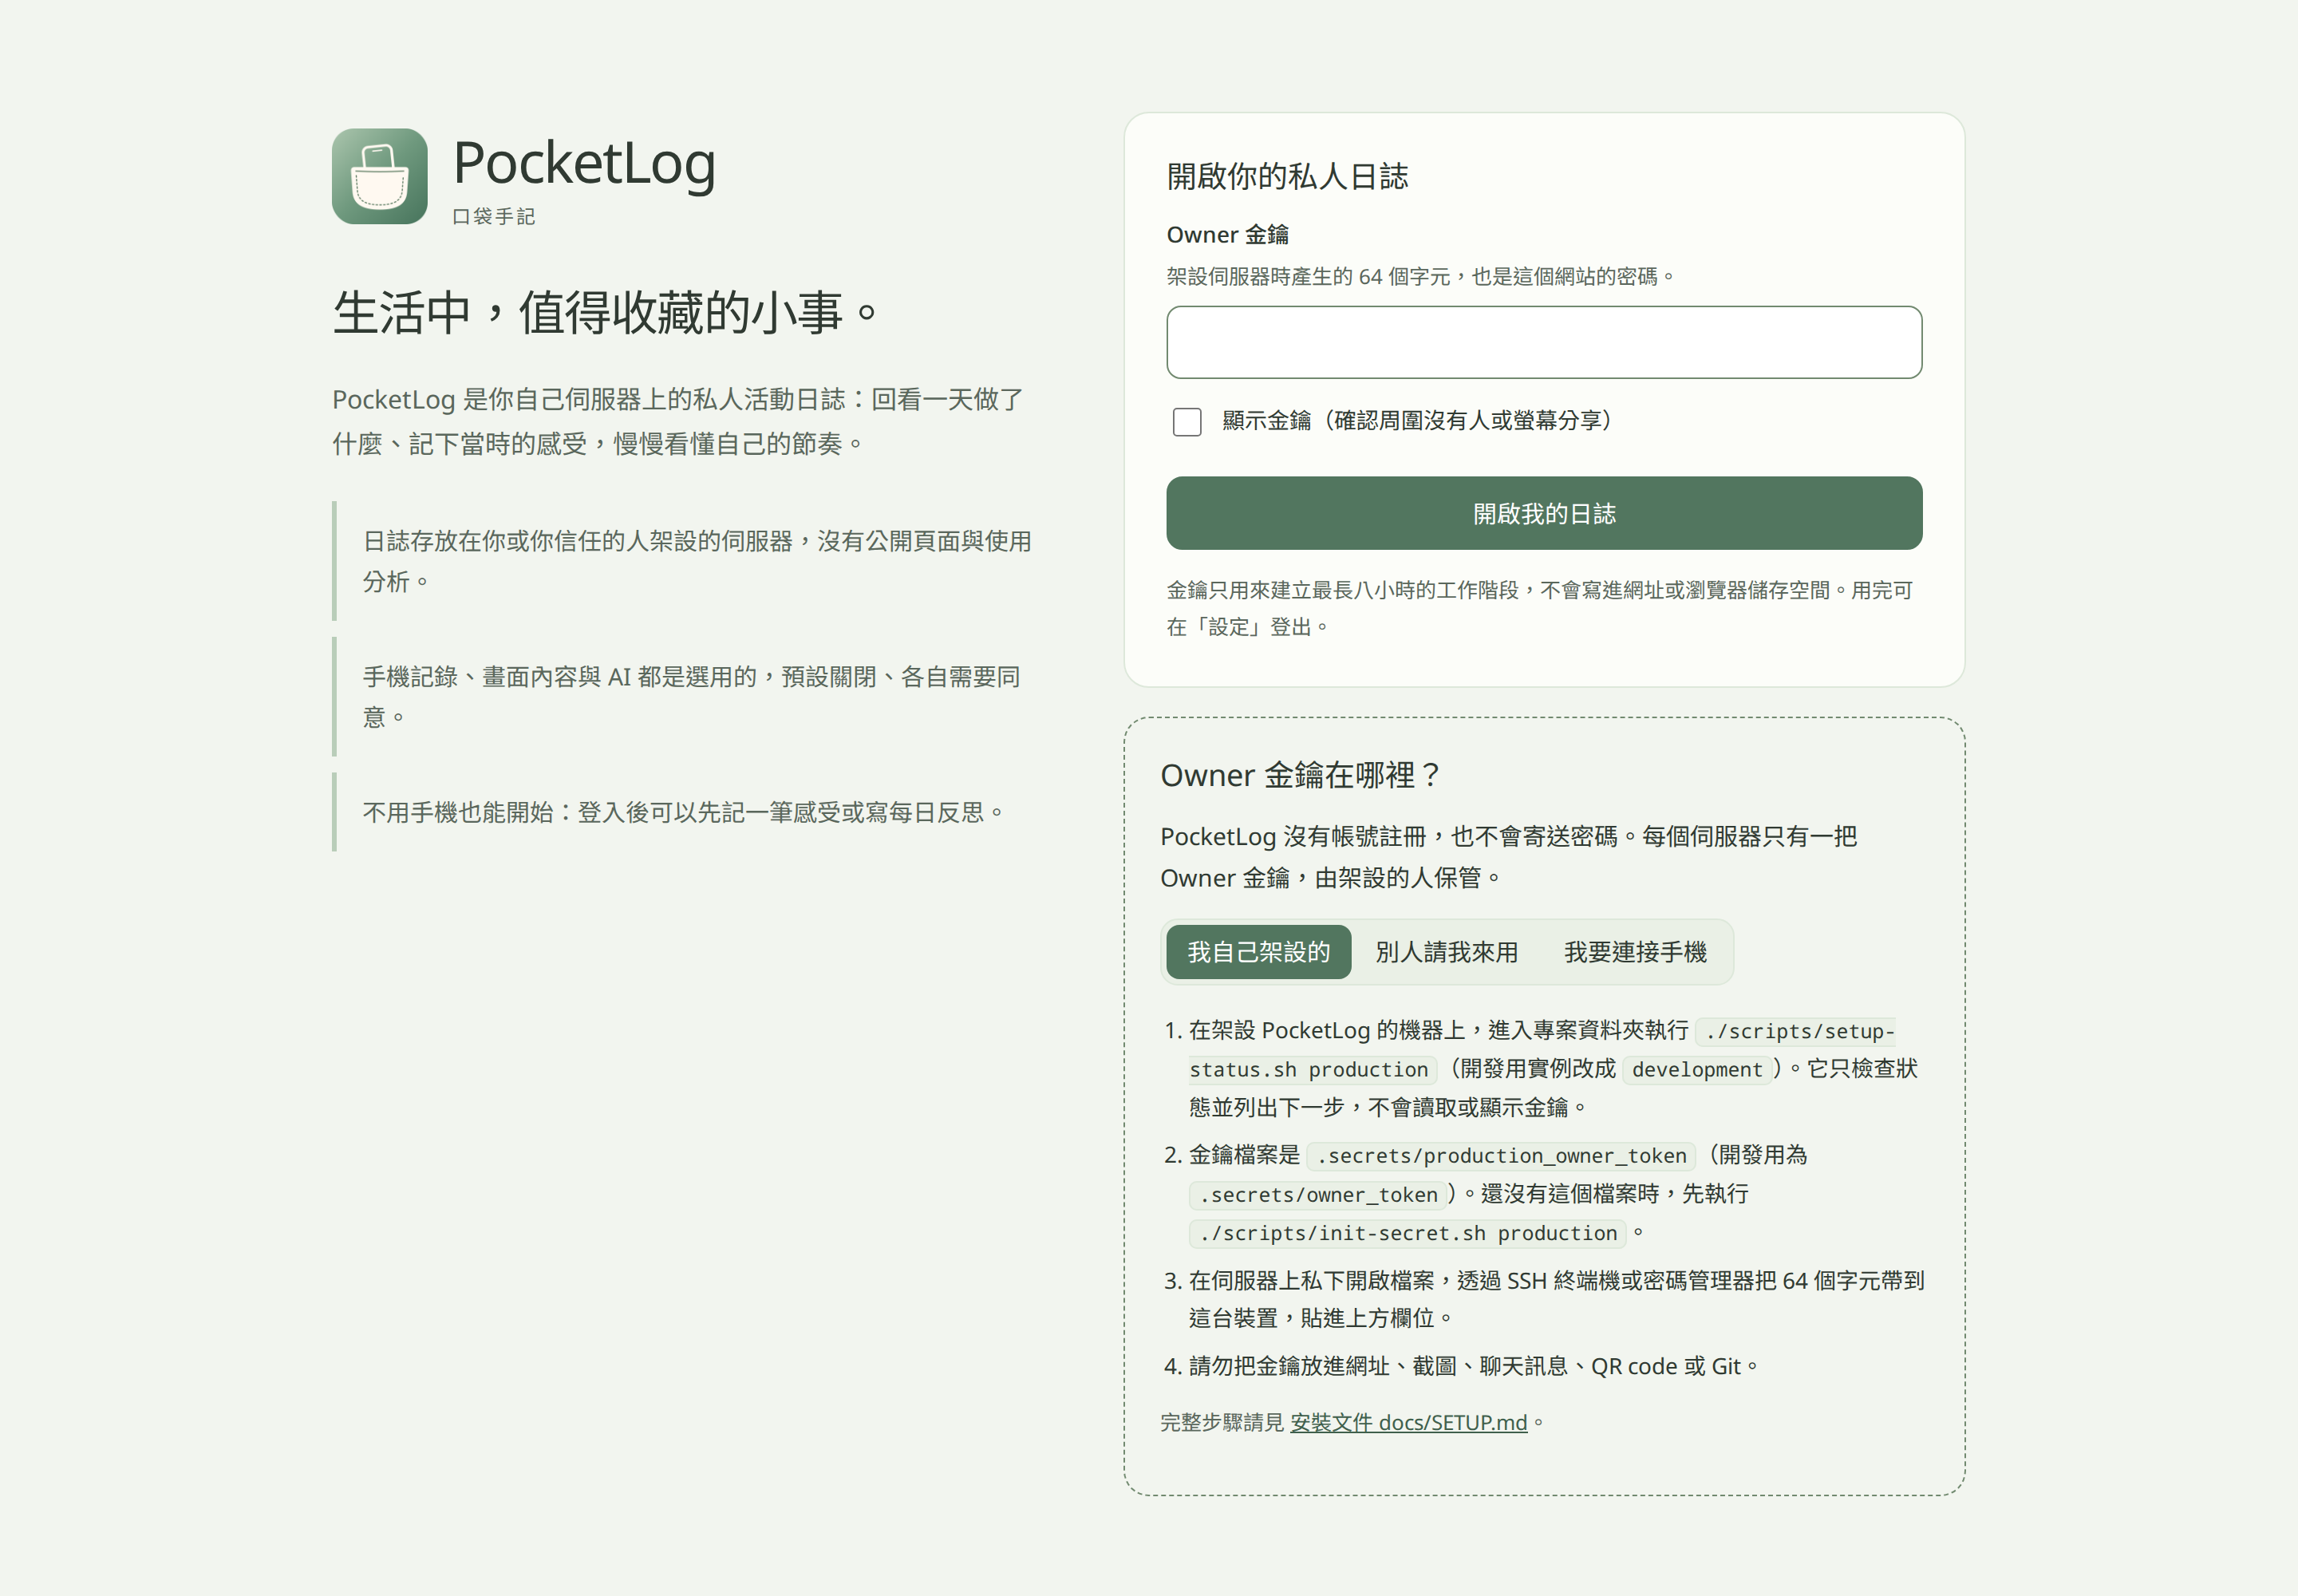 PocketLog
口袋手記
生活中，值得收藏的小事。
PocketLog 是你自己伺服器上的私人活動日誌：回看一天做了
什麼、記下當時的感受，慢慢看懂自己的節奏。
日誌存放在你或你信任的人架設的伺服器，沒有公開頁面與使用
分析。
手機記錄、畫面內容與 AI 都是選用的，預設關閉、各自需要同
意。
不用手機也能開始：登入後可以先記一筆感受或寫每日反思。
開啟你的私人日誌
Owner 金鑰
架設伺服器時產生的 64 個字元，也是這個網站的密碼。
顯示金鑰（確認周圍沒有人或螢幕分享）
開啟我的日誌
金鑰只用來建立最長八小時的工作階段，不會寫進網址或瀏覽器儲存空間。用完可
在「設定」登出。
Owner 金鑰在哪裡？
PocketLog 沒有帳號註冊，也不會寄送密碼。每個伺服器只有一把
Owner 金鑰，由架設的人保管。
我自己架設的 別人請我來用 我要連接手機
1. 在架設 PocketLog 的機器上，進入專案資料夾執行 ./scripts/setup-
status.sh production（開發用實例改成 development）。它只檢查狀
態並列出下一步，不會讀取或顯示金鑰。
2. 金鑰檔案是 .secrets/production_owner_token（開發用為
.secrets/owner_token）。還沒有這個檔案時，先執行
./scripts/init-secret.sh production。
3. 在伺服器上私下開啟檔案，透過 SSH 終端機或密碼管理器把 64 個字元帶到
這台裝置，貼進上方欄位。
4. 請勿把金鑰放進網址、截圖、聊天訊息、QR code 或 Git。
完整步驟請見 安裝文件 docs/SETUP.md。